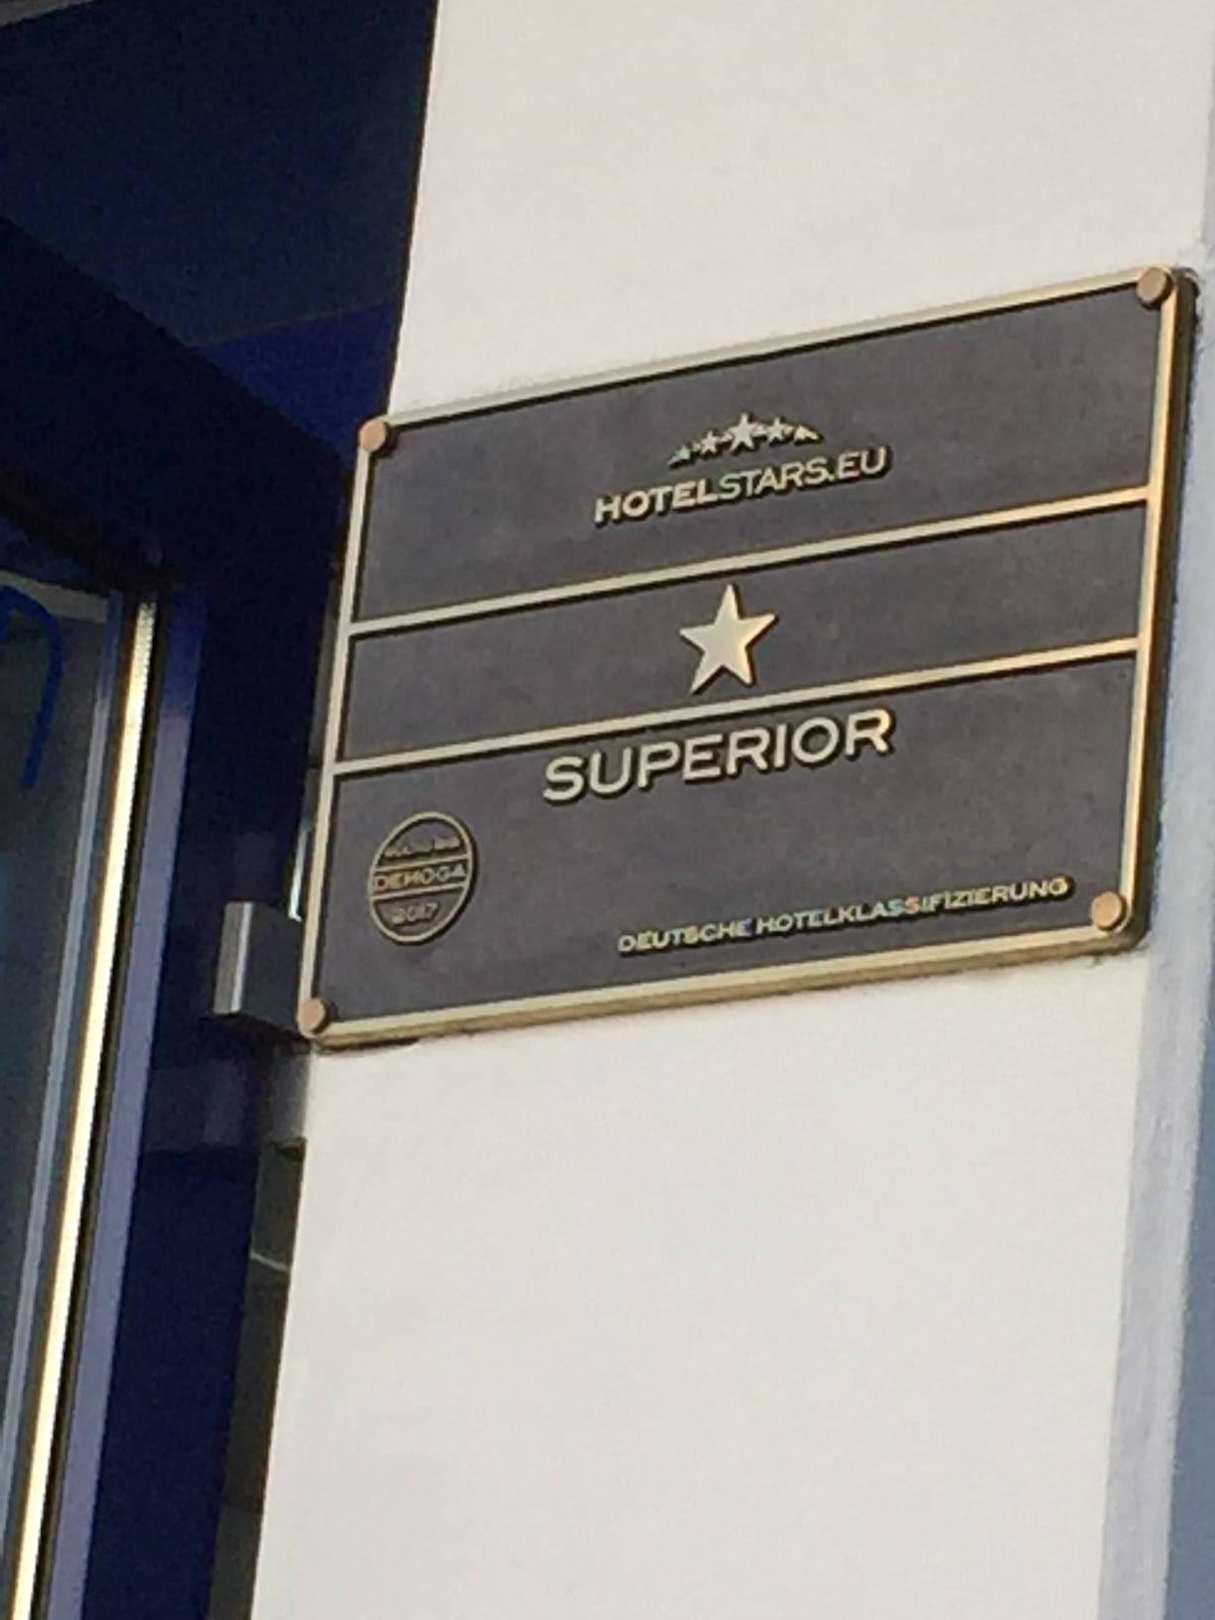 HOTELSTARS.EU
SUPERIOR
DEHOGA
2017
DEUTSCHE HOTELKLASSIFIZIERUNG